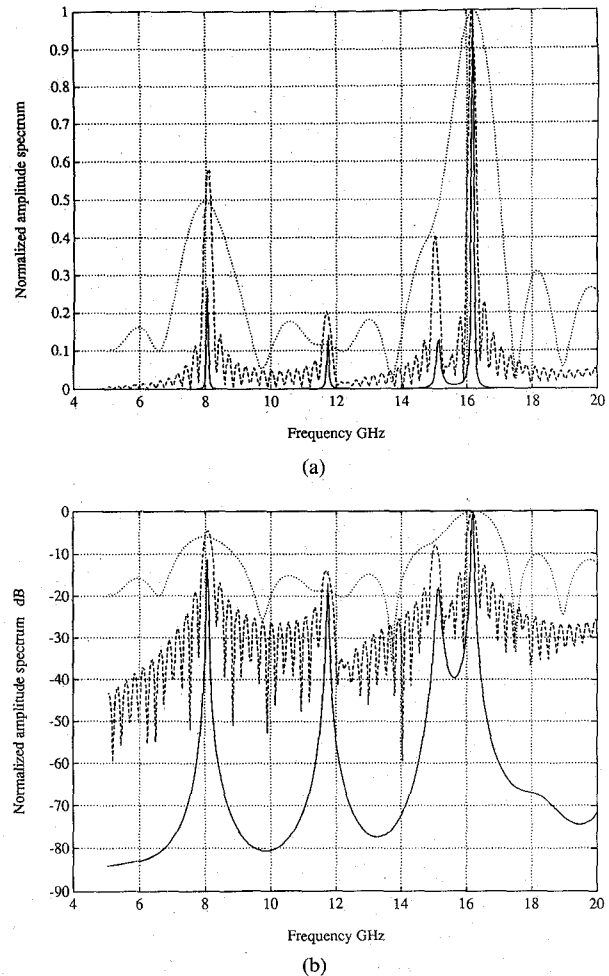 1
0.9
0.8
0.7
0.6
0.5
0.4
0.3
0.2
0.1
0
Normalized amplitude spectrum
4 6 8 10 12 14 16 18 20
Frequency GHz
(a)
0
-10
-20
-30
-40
-50
-60
-70
-80
-90
Normalized amplitude spectrum dB
4 6 8 10 12 14 16 18 20
Frequency GHz
(b)